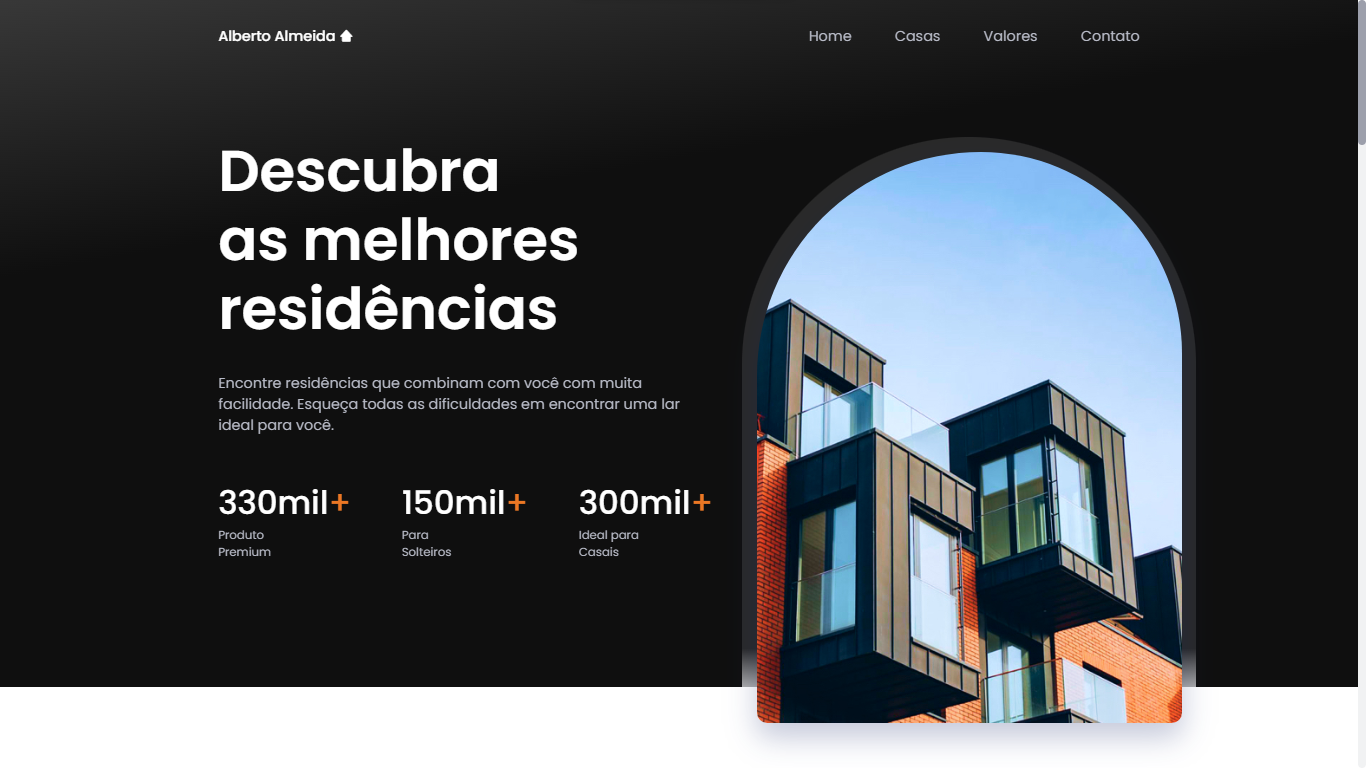 Alberto Almeida
Home Casas Valores Contato
Descubra
as melhores
residências
Encontre residências que combinam com você com muita
facilidade. Esqueça todas as dificuldades em encontrar uma lar
ideal para você.
330mil+ 150mil+ 300mil+
Produto Para Ideal para
Premium Solteiros Casais